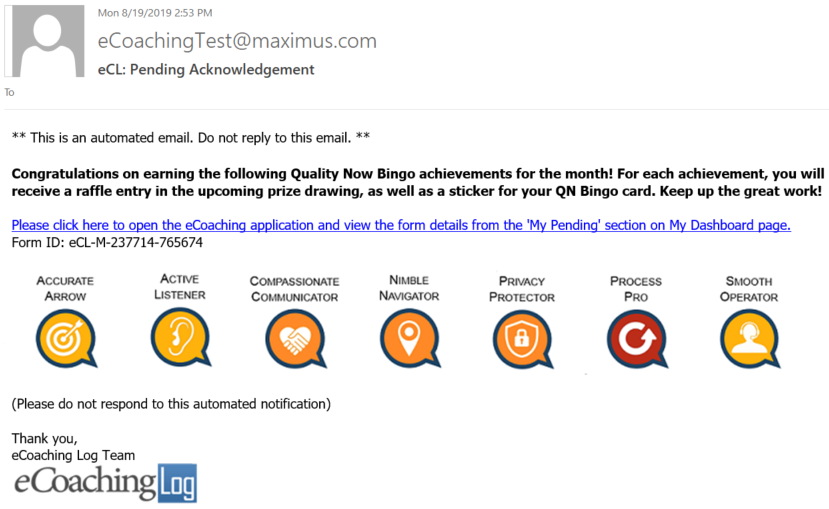 Mon 8/19/2019 2:53 PM
eCoachingTest@maximus.com
eCL: Pending Acknowledgement
To
** This is an automated email. Do not reply to this email. **
Congratulations on earning the following Quality Now Bingo achievements for the month! For each achievement, you will
receive a raffle entry in the upcoming prize drawing, as well as a sticker for your QN Bingo card. Keep up the great work!
Please click here to open the eCoaching application and view the form details from the 'My Pending' section on My Dashboard page.
Form ID: eCL-M-237714-765674
ACCURATE
ARROW
ACTIVE
LISTENER
COMPASSIONATE
COMMUNICATOR
NIMBLE
NAVIGATOR
PRIVACY
PROTECTOR
PROCESS
PRO
SMOOTH
OPERATOR
(Please do not respond to this automated notification)
Thank you,
eCoaching Log Team
eCoaching Log